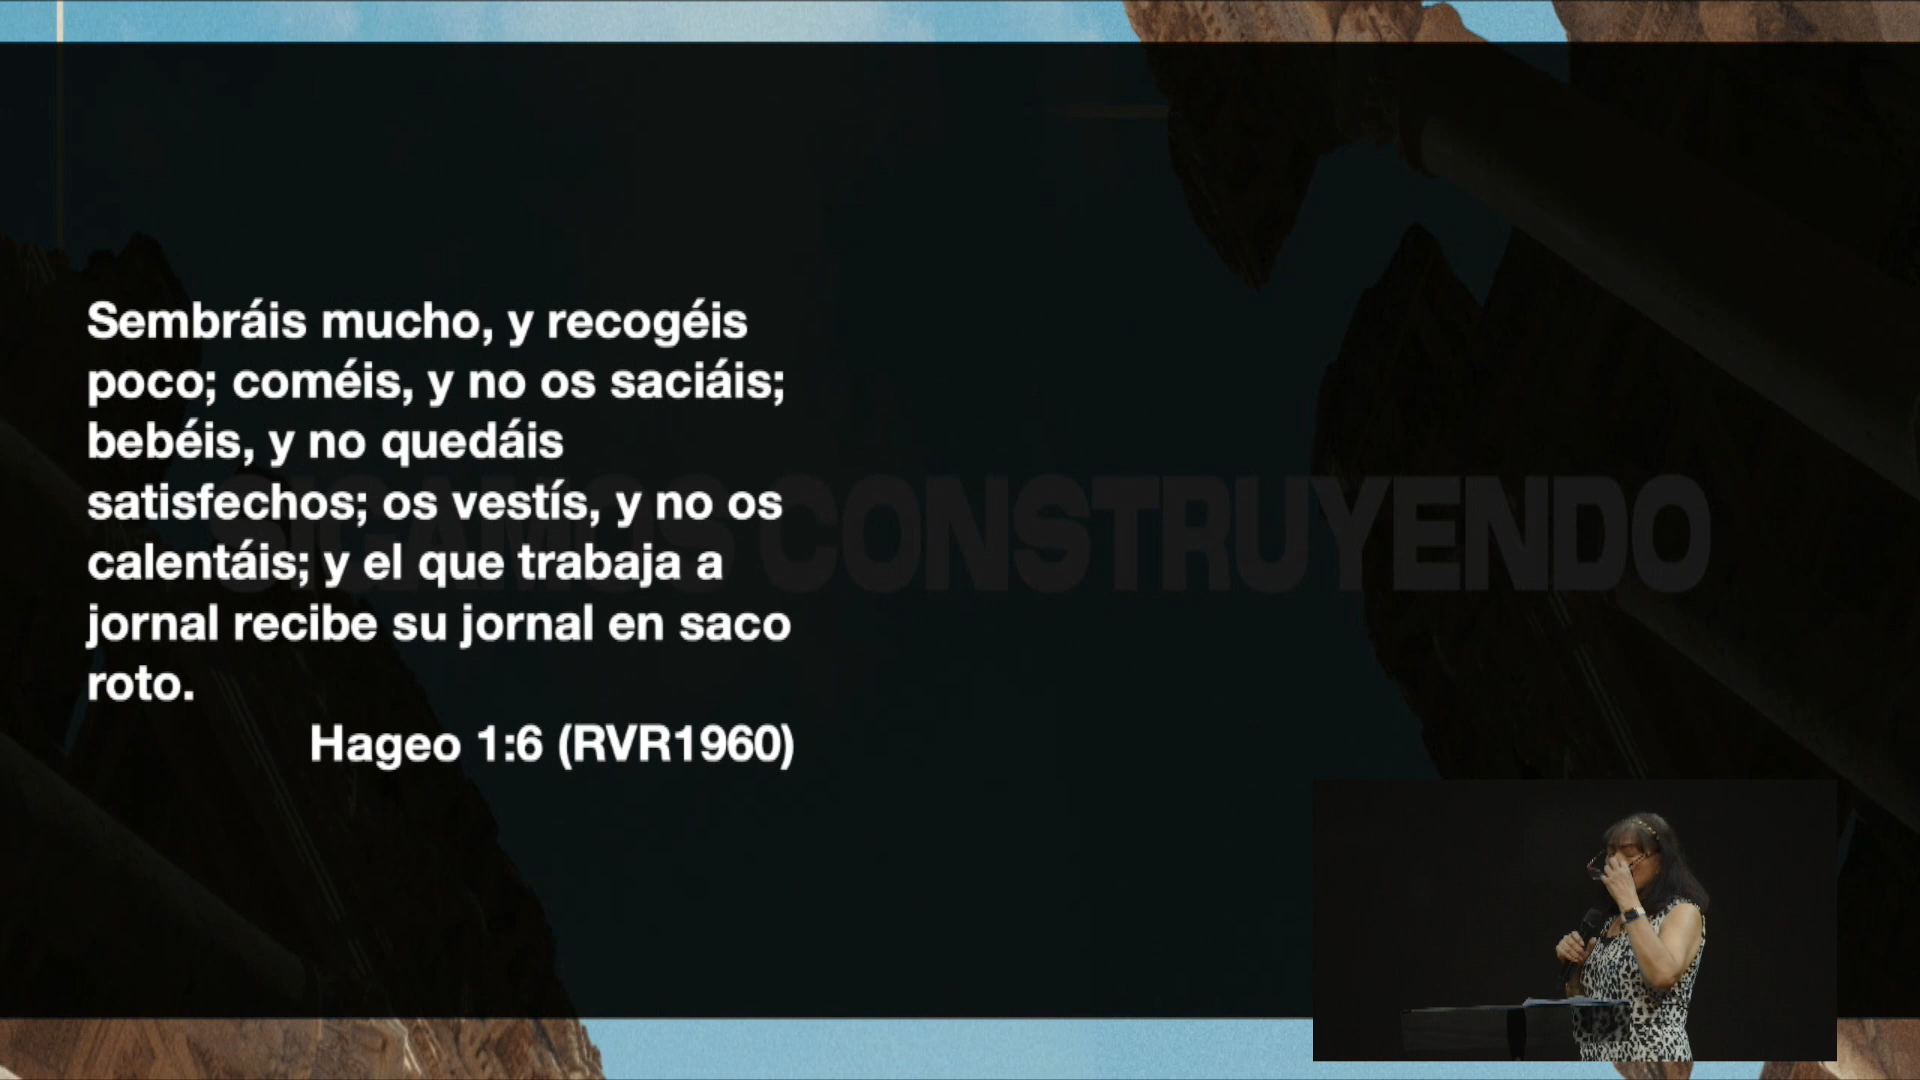 Sembráis mucho, y recogéis
poco; coméis, y no os saciáis;
bebéis, y no quedáis
satisfechos; os vestís, y no os
calentáis; y el que trabaja a
jornal recibe su jornal en saco
roto.
Hageo 1:6 (RVR1960)
SIGAMOS CONSTRUYENDO